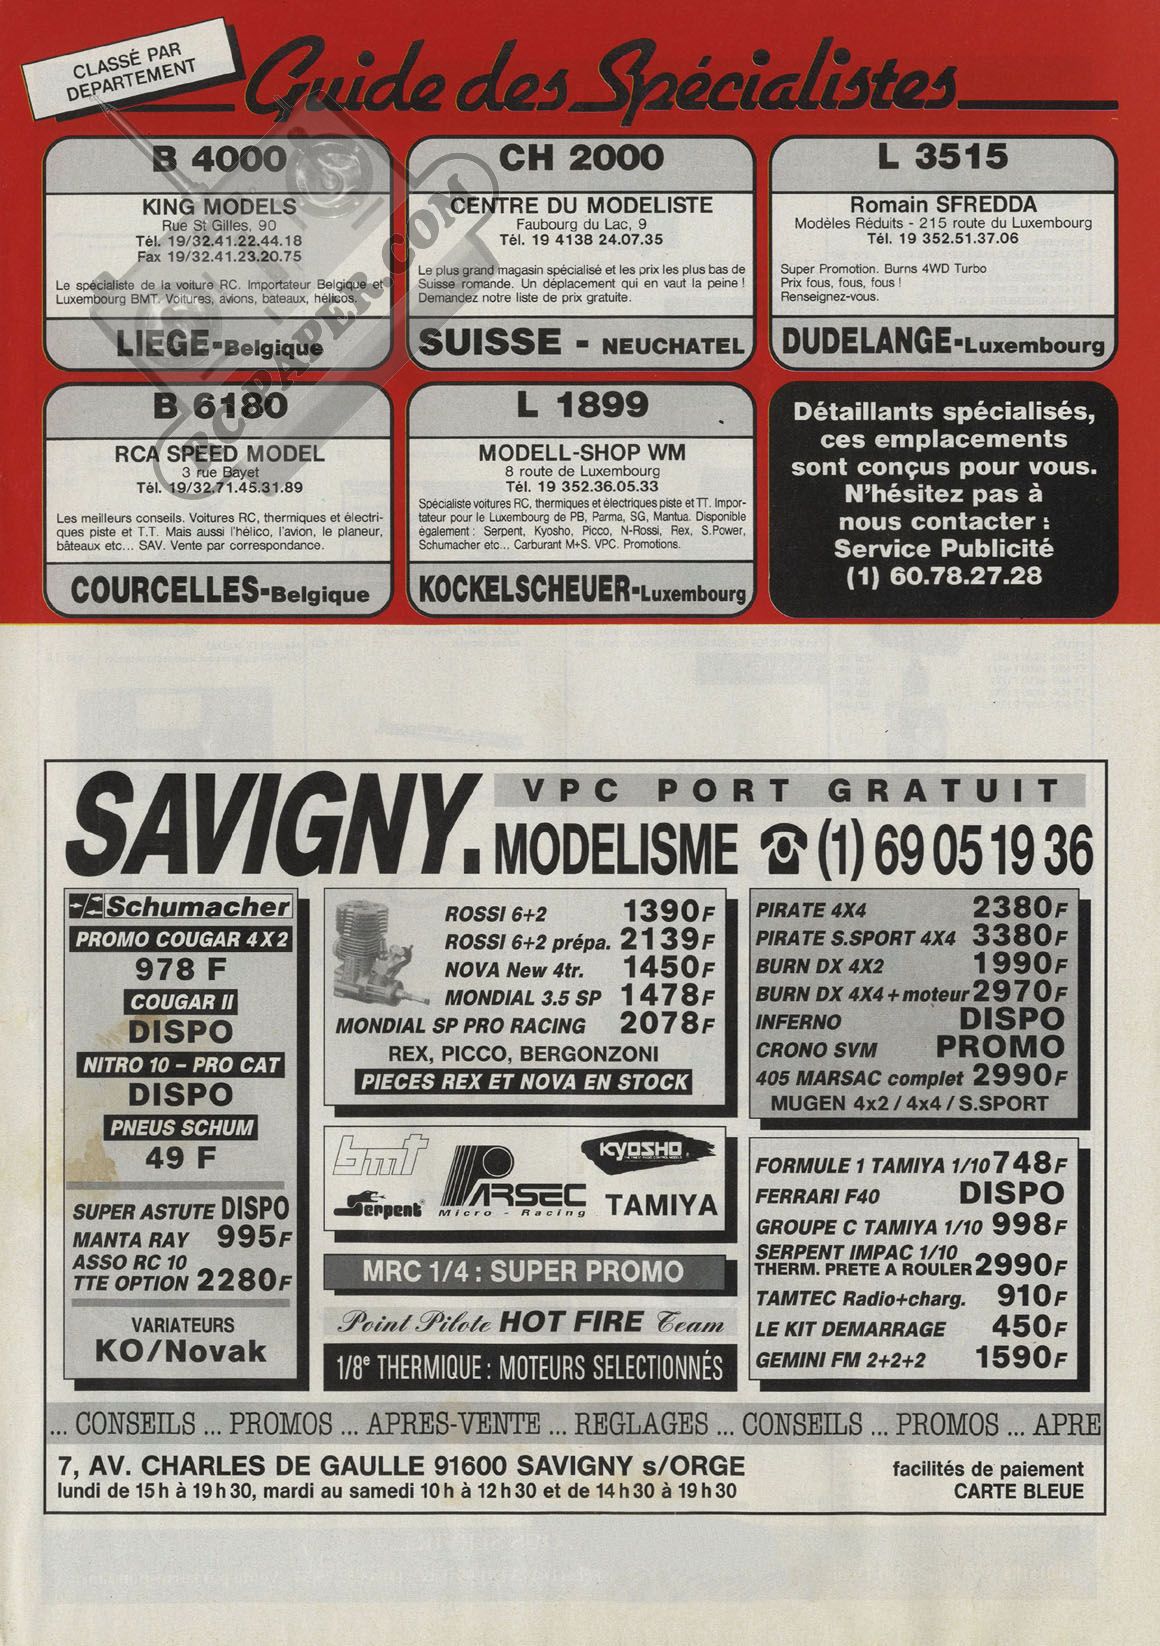 CLASSÉ PAR
DEPARTEMENT
Guide des Spécialistes
B 4000
KING MODELS
Rue St Gilles, 90
Tél. 19/32.41.22.44.18
Fax 19/32.41.23.20.75
Le spécialiste de la voiture RC. Importateur Belgique et
Luxembourg BMT. Voitures, avions, bateaux, hélicos.
LIEGE-Belgique
CH 2000
CENTRE DU MODELISTE
Faubourg du Lac, 9
Tél. 19 4138 24.07.35
Le plus grand magasin spécialisé et les prix les plus bas de
Suisse romande. Un déplacement qui en vaut la peine !
Demandez notre liste de prix gratuite.
SUISSE - NEUCHATEL
L 3515
Romain SFREDDA
Modèles Réduits - 215 route du Luxembourg
Tél. 19 352.51.37.06
Super Promotion. Burns 4WD Turbo
Prix fous, fous, fous !
Renseignez-vous.
DUDELANGE-Luxembourg
B 6180
RCA SPEED MODEL
3 rue Bayet
Tél. 19/32.71.45.31.89
Les meilleurs conseils. Voitures RC, thermiques et électri-
ques piste et T.T. Mais aussi l'hélico, l'avion, le planeur,
bâteaux etc... SAV. Vente par correspondance.
COURCELLES-Belgique
L 1899
MODELL-SHOP WM
8 route de Luxembourg
Tél. 19 352.36.05.33
Spécialiste voitures RC, thermiques et électriques piste et TT. Impor-
tateur pour le Luxembourg de PB, Parma, SG, Mantua. Disponible
également : Serpent, Kyosho, Picco, N-Rossi, Rex, S.Power,
Schumacher etc... Carburant M+S. VPC. Promotions.
KOCKELSCHEUER-Luxembourg
Détaillants spécialisés,
ces emplacements
sont conçus pour vous.
N'hésitez pas à
nous contacter :
Service Publicité
(1) 60.78.27.28
RC-PAPER.COM
SAVIGNY.
VPC PORT GRATUIT
MODELISME ☎ (1) 69 05 19 36
Schumacher
PROMO COUGAR 4X2
978 F
COUGAR II
DISPO
NITRO 10 – PRO CAT
DISPO
PNEUS SCHUM
49 F
SUPER ASTUTE DISPO
MANTA RAY 995F
ASSO RC 10
TTE OPTION 2280F
VARIATEURS
KO/Novak
ROSSI 6+2 1390F
ROSSI 6+2 prépa. 2139F
NOVA New 4tr. 1450F
MONDIAL 3.5 SP 1478F
MONDIAL SP PRO RACING 2078F
REX, PICCO, BERGONZONI
PIECES REX ET NOVA EN STOCK
bmt
Serpent
PARSEC
Micro - Racing
KYOSHO
TAMIYA
MRC 1/4 : SUPER PROMO
Point Pilote HOT FIRE Team
1/8e THERMIQUE : MOTEURS SELECTIONNÉS
PIRATE 4X4 2380F
PIRATE S.SPORT 4X4 3380F
BURN DX 4X2 1990F
BURN DX 4X4+moteur 2970F
INFERNO DISPO
CRONO SVM PROMO
405 MARSAC complet 2990F
MUGEN 4x2 / 4x4 / S.SPORT
FORMULE 1 TAMIYA 1/10 748F
FERRARI F40 DISPO
GROUPE C TAMIYA 1/10 998F
SERPENT IMPAC 1/10
THERM. PRETE A ROULER 2990F
TAMTEC Radio+charg. 910F
LE KIT DEMARRAGE 450F
GEMINI FM 2+2+2 1590F
... CONSEILS ... PROMOS ... APRES-VENTE ... REGLAGES ... CONSEILS ... PROMOS ... APRE
7, AV. CHARLES DE GAULLE 91600 SAVIGNY s/ORGE
lundi de 15h à 19h30, mardi au samedi 10h à 12h30 et de 14h30 à 19h30
facilités de paiement
CARTE BLEUE